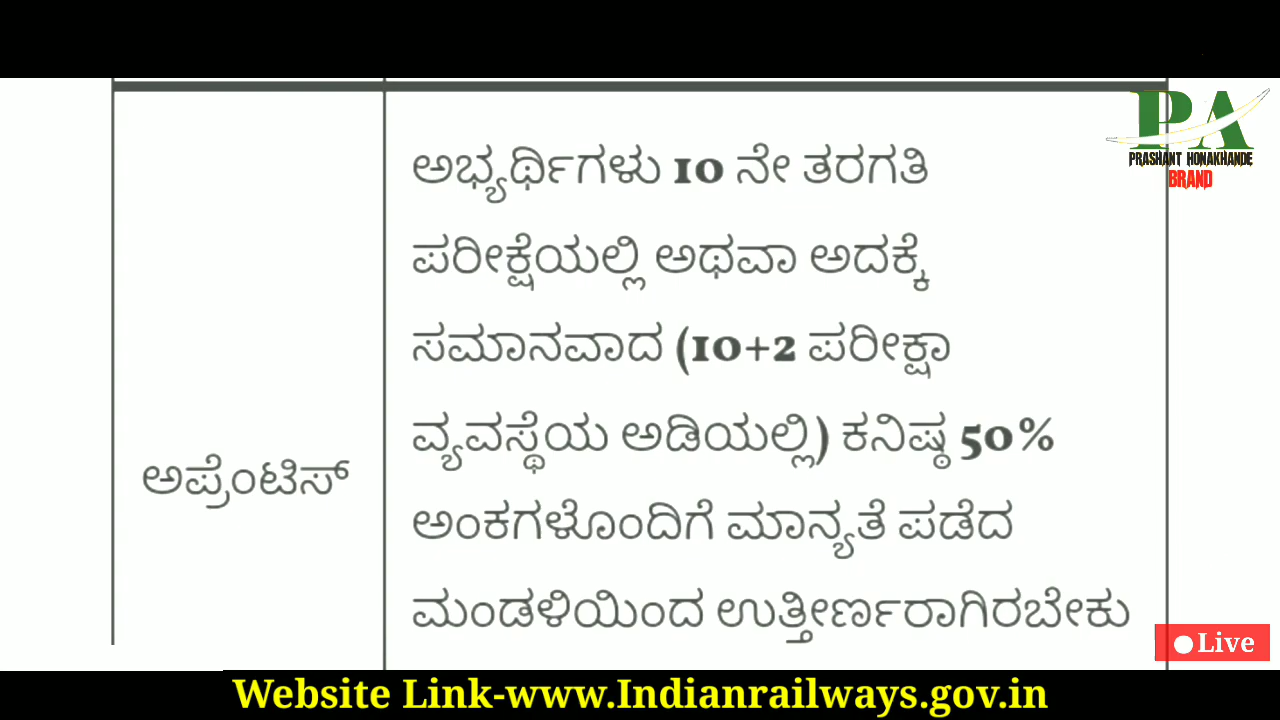 PA
PRASHANT HONAKHANDE
BRAND
ಅಭ್ಯರ್ಥಿಗಳು 10 ನೇ ತರಗತಿ
ಪರೀಕ್ಷೆಯಲ್ಲಿ ಅಥವಾ ಅದಕ್ಕೆ
ಸಮಾನವಾದ (10+2 ಪರೀಕ್ಷಾ
ವ್ಯವಸ್ಥೆಯ ಅಡಿಯಲ್ಲಿ) ಕನಿಷ್ಠ 50%
ಅಪ್ರೆಂಟಿಸ್
ಅಂಕಗಳೊಂದಿಗೆ ಮಾನ್ಯತೆ ಪಡೆದ
ಮಂಡಳಿಯಿಂದ ಉತ್ತೀರ್ಣರಾಗಿರಬೇಕು
Live
Website Link-www.Indianrailways.gov.in